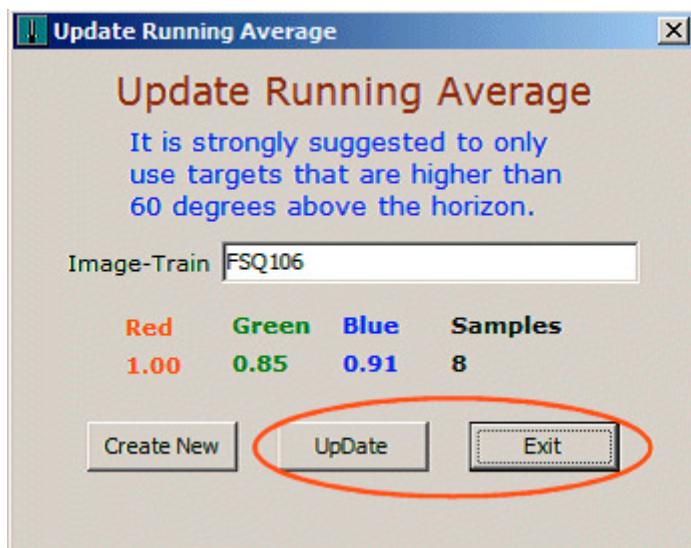 Update Running Average
Update Running Average
It is strongly suggested to only
use targets that are higher than
60 degrees above the horizon.
Image-Train FSQ106
Red Green Blue Samples
1.00 0.85 0.91 8
Create New UpDate Exit